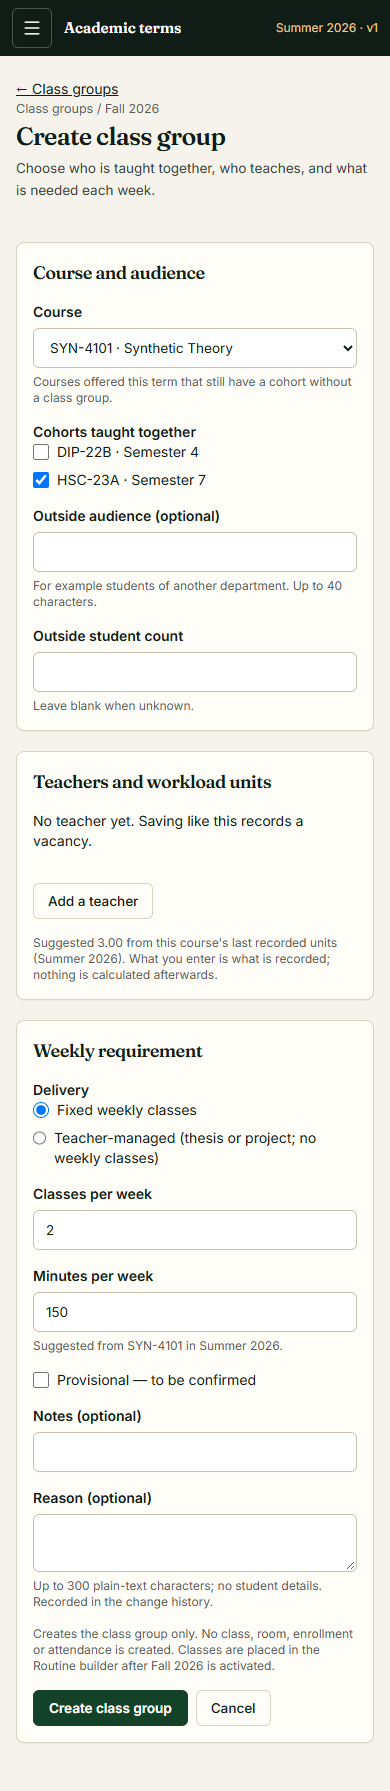 Academic terms
Summer 2026 · v1
← Class groups
Class groups / Fall 2026
Create class group
Choose who is taught together, who teaches, and what
is needed each week.
Course and audience
Course
SYN-4101 · Synthetic Theory
Courses offered this term that still have a cohort without
a class group.
Cohorts taught together
DIP-22B · Semester 4
HSC-23A · Semester 7
Outside audience (optional)
For example students of another department. Up to 40
characters.
Outside student count
Leave blank when unknown.
Teachers and workload units
No teacher yet. Saving like this records a
vacancy.
Add a teacher
Suggested 3.00 from this course's last recorded units
(Summer 2026). What you enter is what is recorded;
nothing is calculated afterwards.
Weekly requirement
Delivery
Fixed weekly classes
Teacher-managed (thesis or project; no
weekly classes)
Classes per week
2
Minutes per week
150
Suggested from SYN-4101 in Summer 2026.
Provisional — to be confirmed
Notes (optional)
Reason (optional)
Up to 300 plain-text characters; no student details.
Recorded in the change history.
Creates the class group only. No class, room, enrollment
or attendance is created. Classes are placed in the
Routine builder after Fall 2026 is activated.
Create class group
Cancel